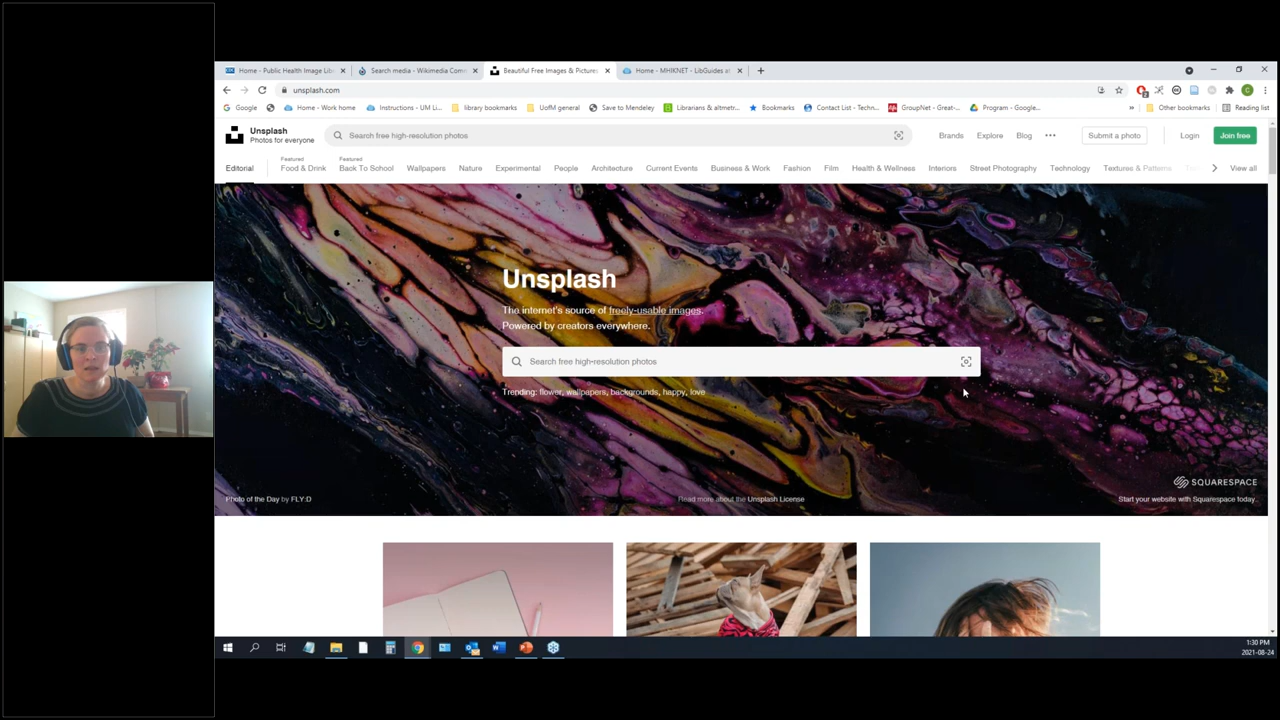 Home - Public Health Image Lib
Search media - Wikimedia Com
Beautiful Free Images & Pictures
Home - MHIKNET - LibGuides at
unsplash.com
Google
Home - Work home
Instructions - UM Li...
library bookmarks
UofM general
Save to Mendeley
Librarians & altmetr...
Bookmarks
Contact List - Techn...
GroupNet - Great-...
Program - Google...
Other bookmarks
Reading list
Unsplash
Photos for everyone
Search free high-resolution photos
Brands
Explore
Blog
Submit a photo
Login
Join free
Editorial
Featured
Food & Drink
Featured
Back To School
Wallpapers
Nature
Experimental
People
Architecture
Current Events
Business & Work
Fashion
Film
Health & Wellness
Interiors
Street Photography
Technology
Textures & Patterns
View all
Unsplash
The internet's source of freely-usable images.
Powered by creators everywhere.
Search free high-resolution photos
Trending: flower, wallpapers, backgrounds, happy, love
Photo of the Day by FLY:D
Read more about the Unsplash License
SQUARESPACE
Start your website with Squarespace today.
1:30 PM
2021-08-24